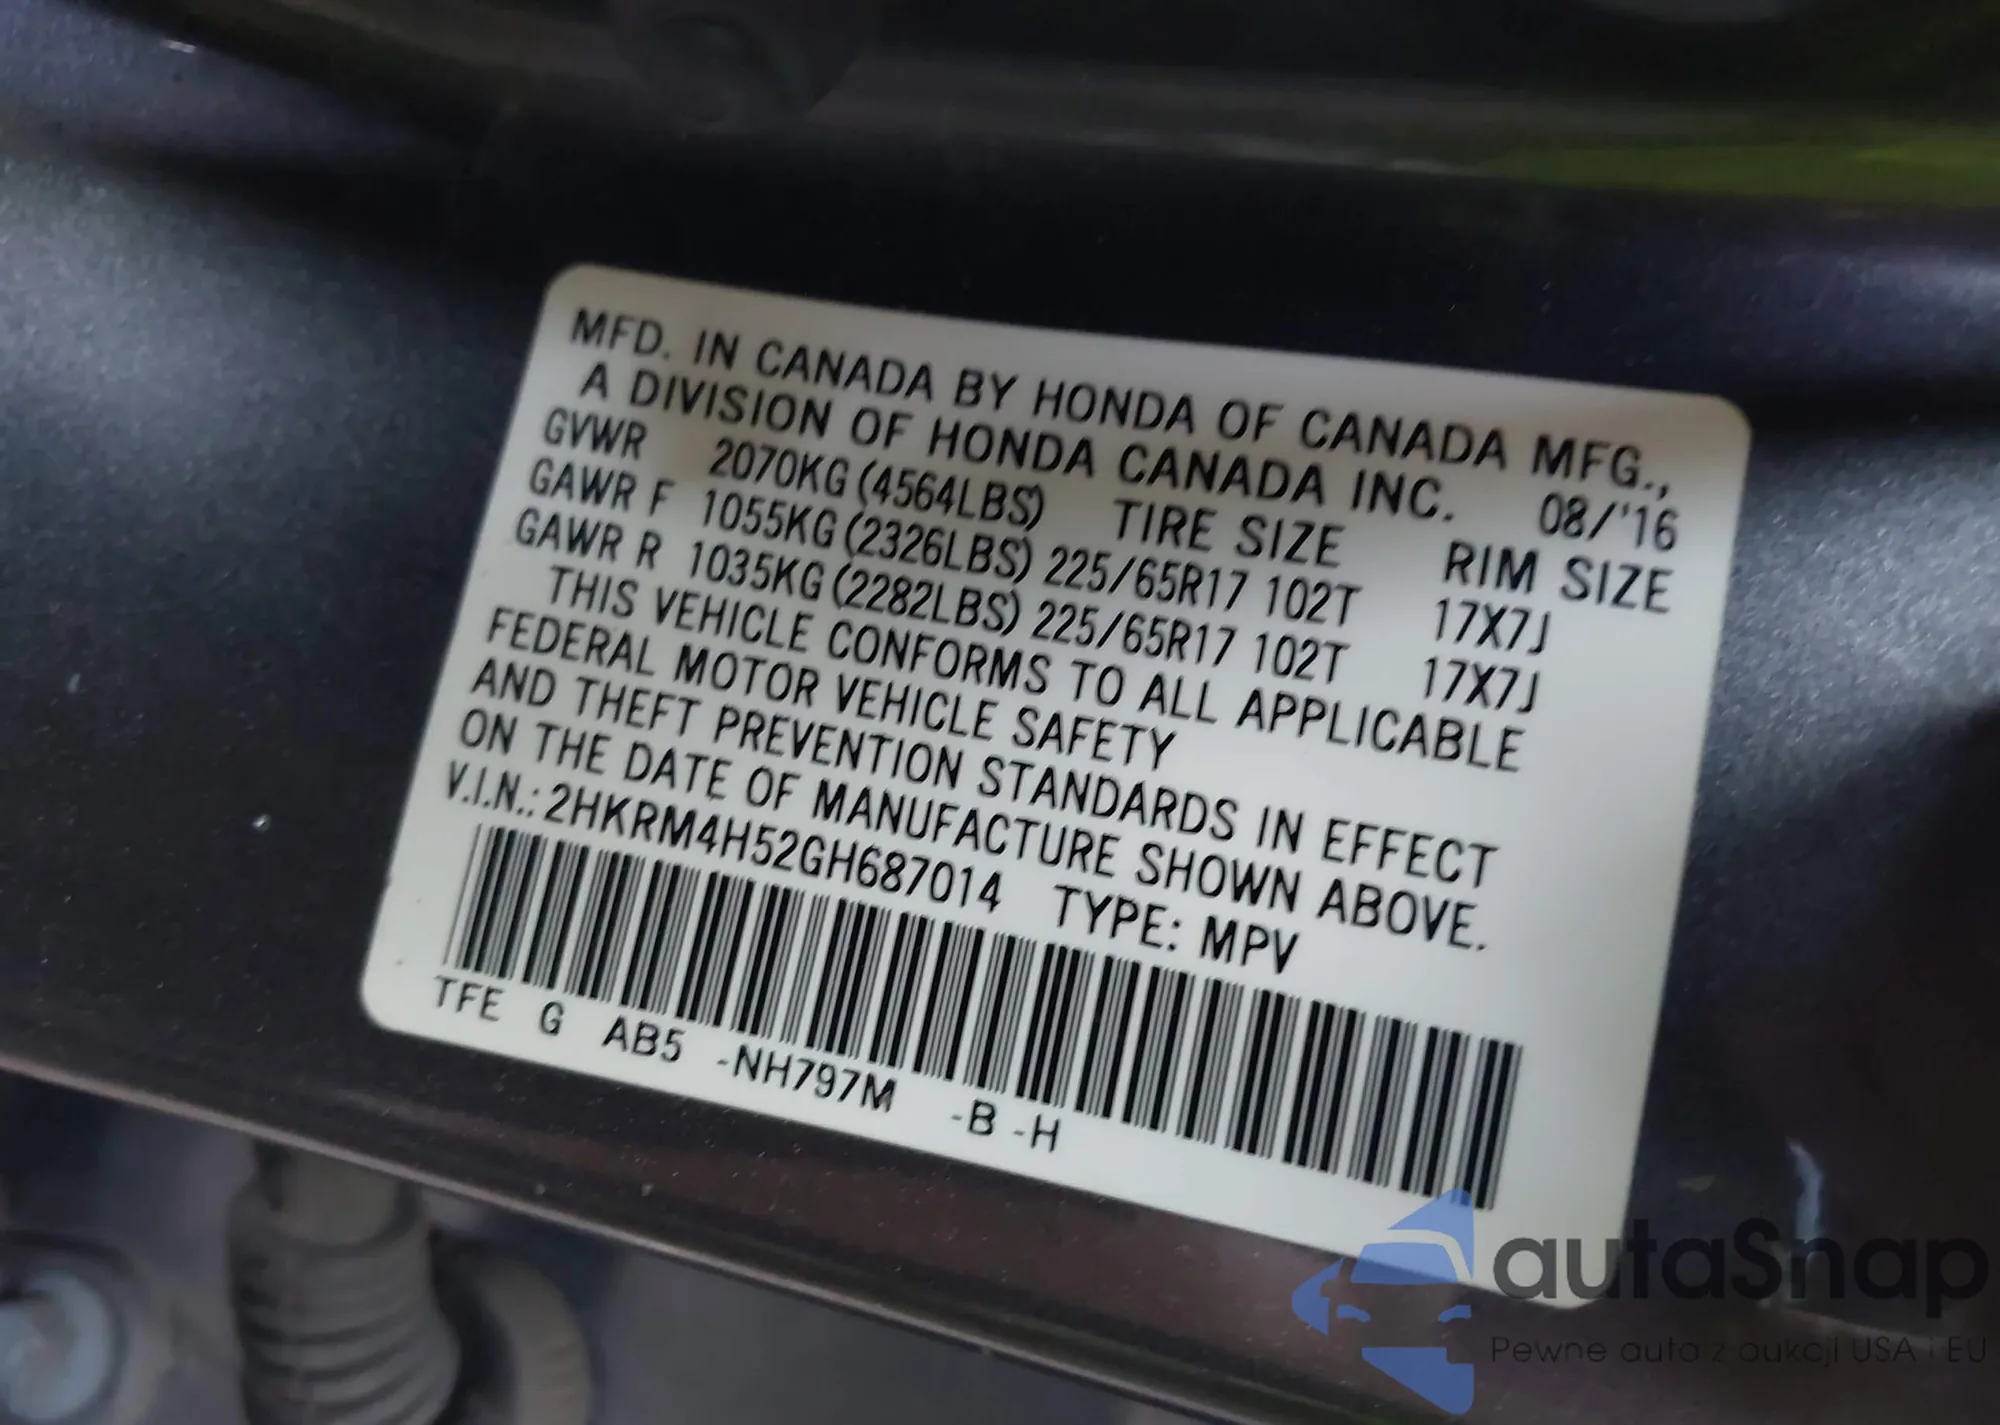 MFD. IN CANADA BY HONDA OF CANADA MFG.,
A DIVISION OF HONDA CANADA INC. 08/'16
GVWR 2070KG (4564LBS) TIRE SIZE RIM SIZE
GAWR F 1055KG (2326LBS) 225/65R17 102T 17X7J
GAWR R 1035KG (2282LBS) 225/65R17 102T 17X7J
THIS VEHICLE CONFORMS TO ALL APPLICABLE
FEDERAL MOTOR VEHICLE SAFETY
AND THEFT PREVENTION STANDARDS IN EFFECT
ON THE DATE OF MANUFACTURE SHOWN ABOVE.
V.I.N.: 2HKRM4H52GH687014 TYPE: MPV
TFE G AB5 -NH797M -B -H
autaSnap
Pewne auta z aukcji USA i EU